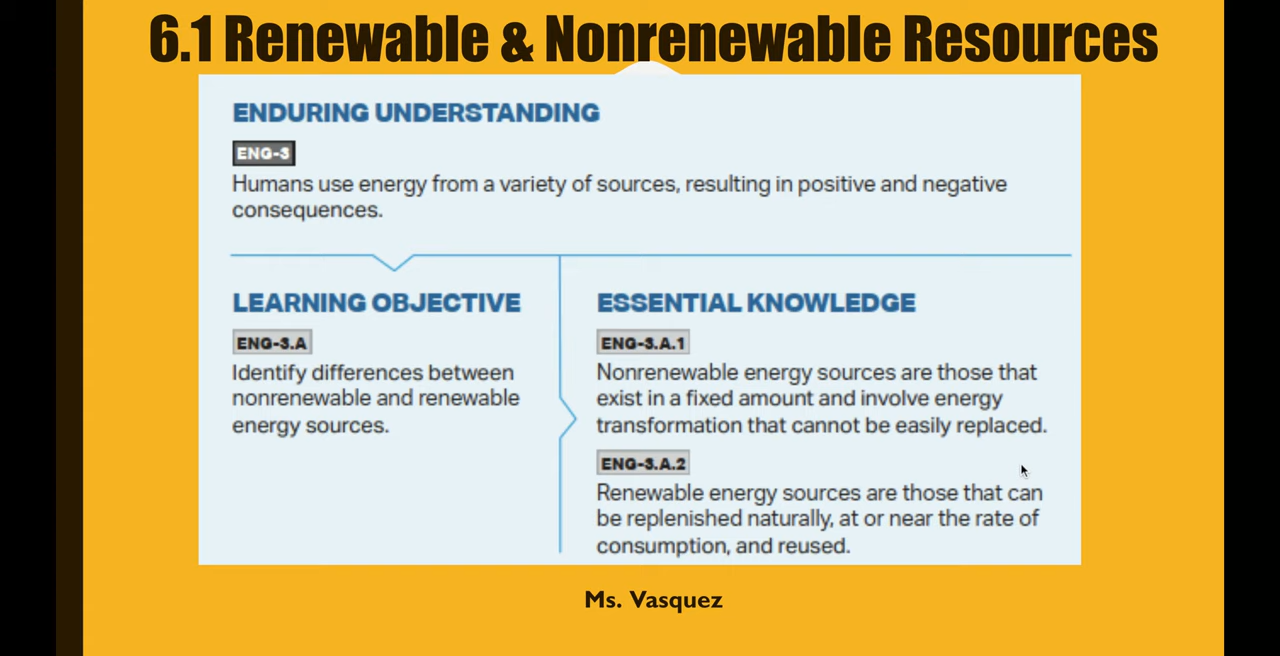 6.1 Renewable & Nonrenewable Resources
ENDURING UNDERSTANDING
ENG-3
Humans use energy from a variety of sources, resulting in positive and negative
consequences.
LEARNING OBJECTIVE
ENG-3.A
Identify differences between
nonrenewable and renewable
energy sources.
ESSENTIAL KNOWLEDGE
ENG-3.A.1
Nonrenewable energy sources are those that
exist in a fixed amount and involve energy
transformation that cannot be easily replaced.
ENG-3.A.2
Renewable energy sources are those that can
be replenished naturally, at or near the rate of
consumption, and reused.
Ms. Vasquez